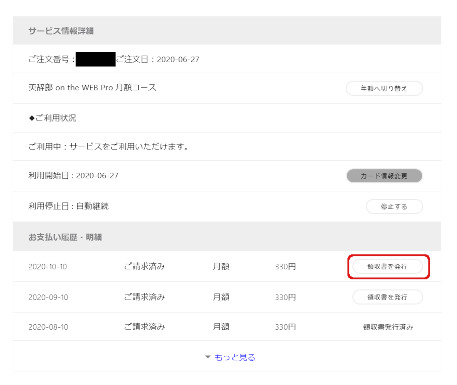 サービス情報詳細
ご注文番号： ご注文日：2020-06-27
英辞郎 on the WEB Pro 月額コース 年額へ切り替え
◆ご利用状況
ご利用中：サービスをご利用いただけます。
利用開始日：2020-06-27 カード情報変更
利用停止日：自動継続 停止する
お支払い履歴・明細
2020-10-10 ご請求済み 月額 330円 領収書を発行
2020-09-10 ご請求済み 月額 330円 領収書を発行
2020-08-10 ご請求済み 月額 330円 領収書発行済み
▼ もっと見る